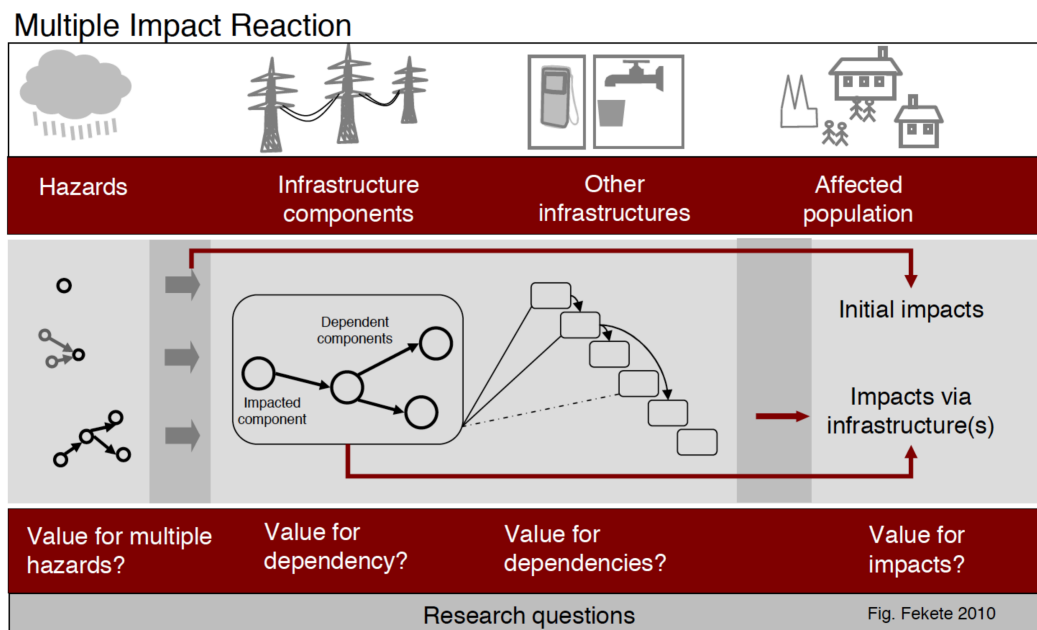 Multiple Impact Reaction
Hazards
Infrastructure
components
Other
infrastructures
Affected
population
Dependent
components
Impacted
component
Initial impacts
Impacts via
infrastructure(s)
Value for multiple
hazards?
Value for
dependency?
Value for
dependencies?
Value for
impacts?
Research questions
Fig. Fekete 2010